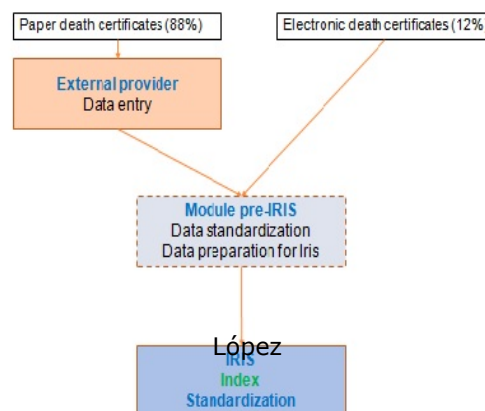 Paper death certificates (88%)
Electronic death certificates (12%)
External provider
Data entry
Module pre-IRIS
Data standardization
Data preparation for Iris
López
IRIS
Index
Standardization